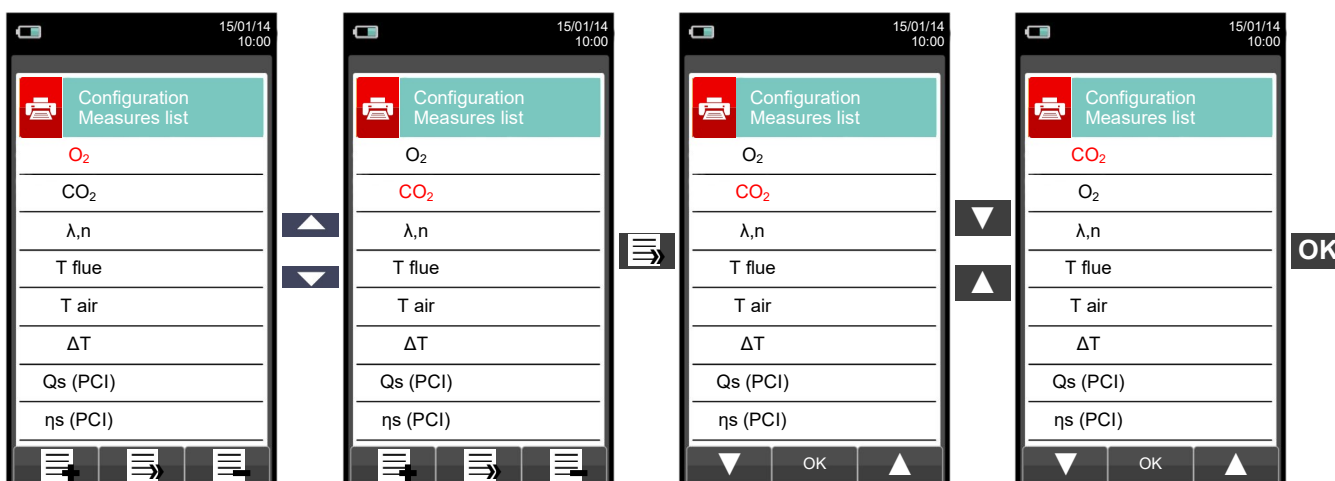 15/01/14
10:00
Configuration
Measures list
O₂
CO₂
λ,n
T flue
T air
ΔT
Qs (PCI)
ηs (PCI)
15/01/14
10:00
Configuration
Measures list
O₂
CO₂
λ,n
T flue
T air
ΔT
Qs (PCI)
ηs (PCI)
15/01/14
10:00
Configuration
Measures list
O₂
CO₂
λ,n
T flue
T air
ΔT
Qs (PCI)
ηs (PCI)
OK
15/01/14
10:00
Configuration
Measures list
CO₂
O₂
λ,n
T flue
T air
ΔT
Qs (PCI)
ηs (PCI)
OK
OK